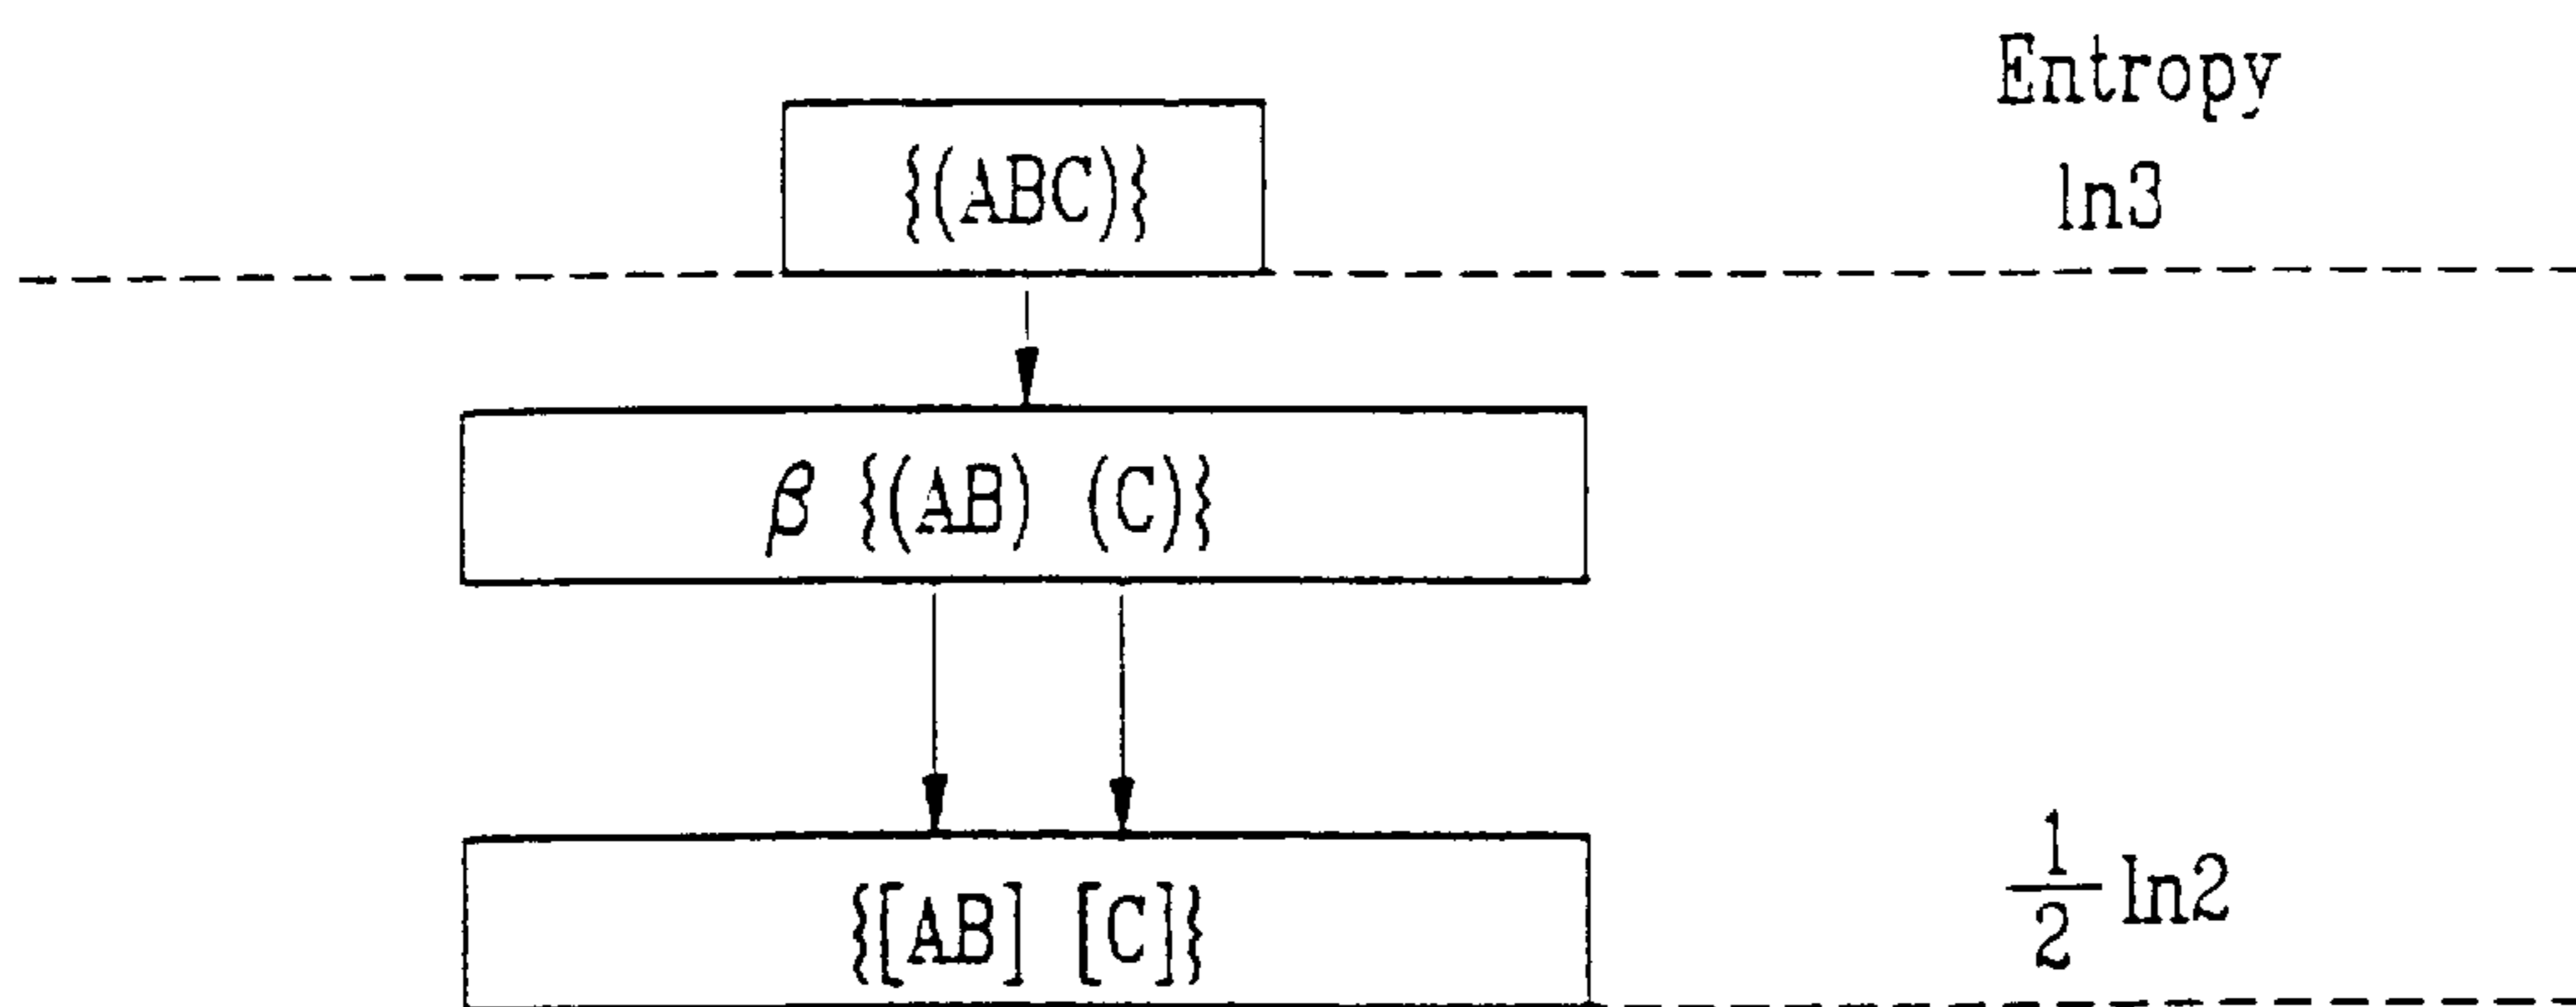 Entropy
{(ABC)}
ln3
β {(AB) (C)}
{[AB] [C]}
1/2 ln2